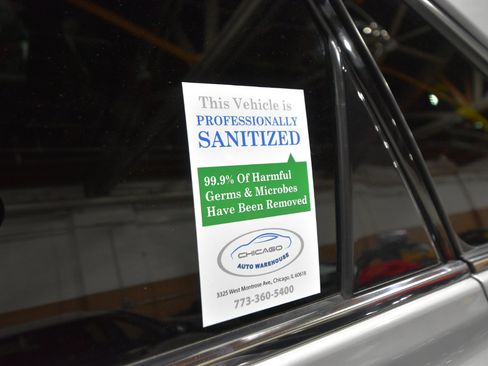 This Vehicle is
PROFESSIONALLY
SANITIZED
99.9% Of Harmful
Germs & Microbes
Have Been Removed
CHICAGO
AUTO WAREHOUSE
3325 West Montrose Ave., Chicago, IL 60618
773-360-5400